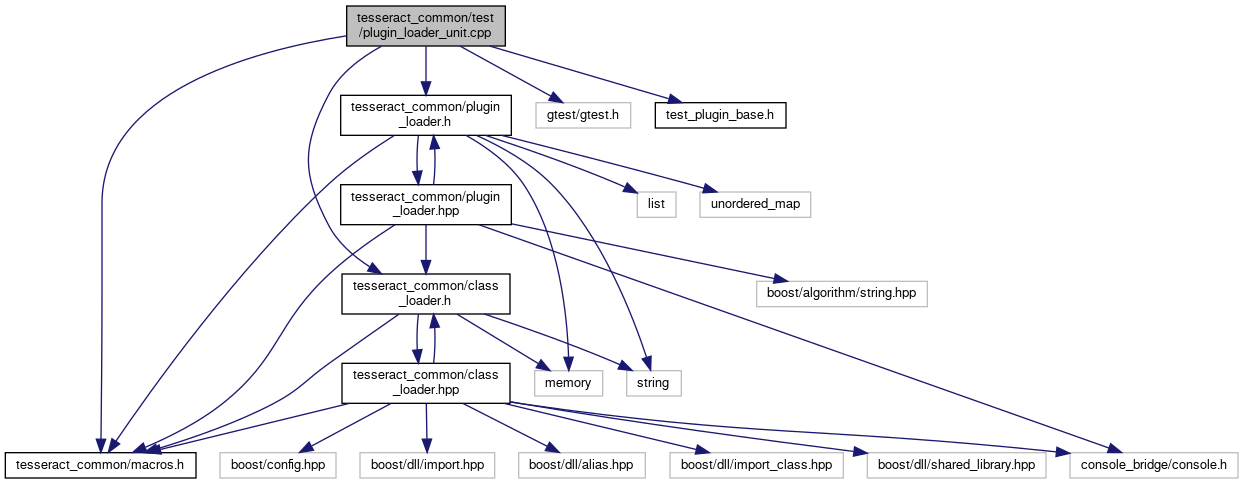 tesseract_common/test
/plugin_loader_unit.cpp
tesseract_common/plugin
_loader.h
gtest/gtest.h
test_plugin_base.h
tesseract_common/plugin
_loader.hpp
list
unordered_map
tesseract_common/class
_loader.h
boost/algorithm/string.hpp
tesseract_common/class
_loader.hpp
memory
string
tesseract_common/macros.h
boost/config.hpp
boost/dll/import.hpp
boost/dll/alias.hpp
boost/dll/import_class.hpp
boost/dll/shared_library.hpp
console_bridge/console.h